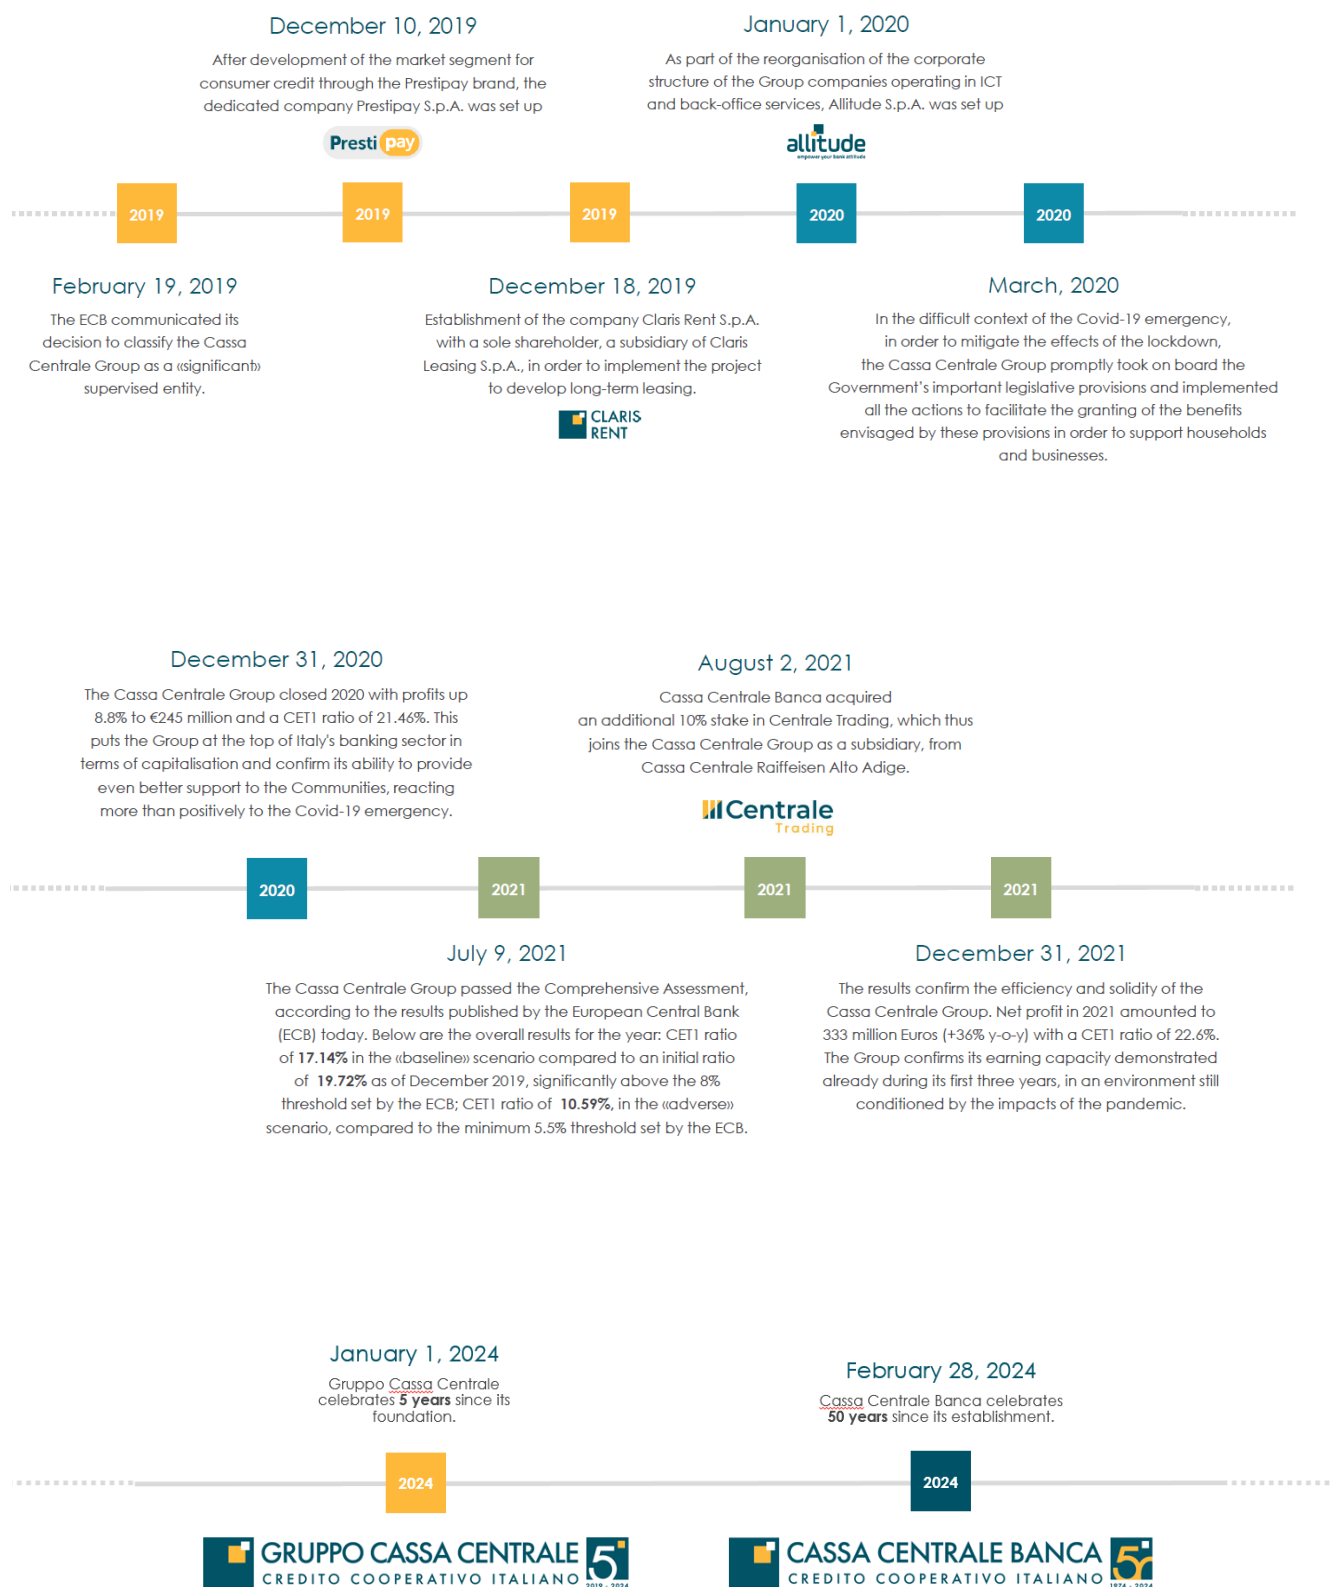 December 10, 2019
After development of the market segment for
consumer credit through the Prestipay brand, the
dedicated company Prestipay S.p.A. was set up
Presti pay
January 1, 2020
As part of the reorganisation of the corporate
structure of the Group companies operating in ICT
and back-office services, Allitude S.p.A. was set up
allitude
empower your bank attitude
2019
2019
2019
2020
2020
February 19, 2019
The ECB communicated its
decision to classify the Cassa
Centrale Group as a «significant»
supervised entity.
December 18, 2019
Establishment of the company Claris Rent S.p.A.
with a sole shareholder, a subsidiary of Claris
Leasing S.p.A., in order to implement the project
to develop long-term leasing.
CLARIS
RENT
March, 2020
In the difficult context of the Covid-19 emergency,
in order to mitigate the effects of the lockdown,
the Cassa Centrale Group promptly took on board the
Government's important legislative provisions and implemented
all the actions to facilitate the granting of the benefits
envisaged by these provisions in order to support households
and businesses.
December 31, 2020
The Cassa Centrale Group closed 2020 with profits up
8.8% to €245 million and a CET1 ratio of 21.46%. This
puts the Group at the top of Italy's banking sector in
terms of capitalisation and confirm its ability to provide
even better support to the Communities, reacting
more than positively to the Covid-19 emergency.
August 2, 2021
Cassa Centrale Banca acquired
an additional 10% stake in Centrale Trading, which thus
joins the Cassa Centrale Group as a subsidiary, from
Cassa Centrale Raiffeisen Alto Adige.
Centrale
Trading
2020
2021
2021
2021
July 9, 2021
The Cassa Centrale Group passed the Comprehensive Assessment,
according to the results published by the European Central Bank
(ECB) today. Below are the overall results for the year: CET1 ratio
of 17.14% in the «baseline» scenario compared to an initial ratio
of 19.72% as of December 2019, significantly above the 8%
threshold set by the ECB; CET1 ratio of 10.59%, in the «adverse»
scenario, compared to the minimum 5.5% threshold set by the ECB.
December 31, 2021
The results confirm the efficiency and solidity of the
Cassa Centrale Group. Net profit in 2021 amounted to
333 million Euros (+36% y-o-y) with a CET1 ratio of 22.6%.
The Group confirms its earning capacity demonstrated
already during its first three years, in an environment still
conditioned by the impacts of the pandemic.
January 1, 2024
Gruppo Cassa Centrale
celebrates 5 years since its
foundation.
February 28, 2024
Cassa Centrale Banca celebrates
50 years since its establishment.
2024
2024
GRUPPO CASSA CENTRALE
CREDITO COOPERATIVO ITALIANO
5
2019 - 2024
CASSA CENTRALE BANCA
CREDITO COOPERATIVO ITALIANO
50
1974 - 2024